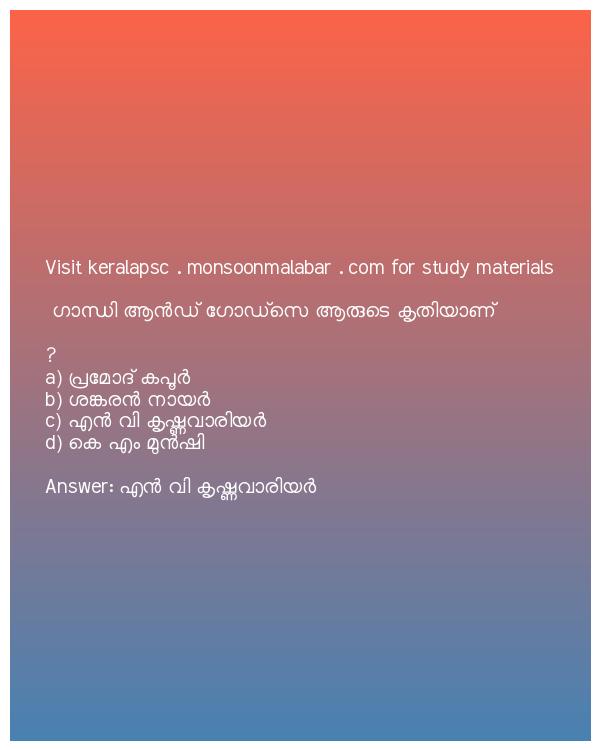 Visit keralapsc . monsoonmalabar . com for study materials
ഗാന്ധി ആൻഡ് ഗോഡ്സെ ആരുടെ കൃതിയാണ്
?
a) പ്രമോദ് കപൂർ
b) ശങ്കരൻ നായർ
c) എൻ വി കൃഷ്ണവാരിയർ
d) കെ എം മുൻഷി
Answer: എൻ വി കൃഷ്ണവാരിയർ